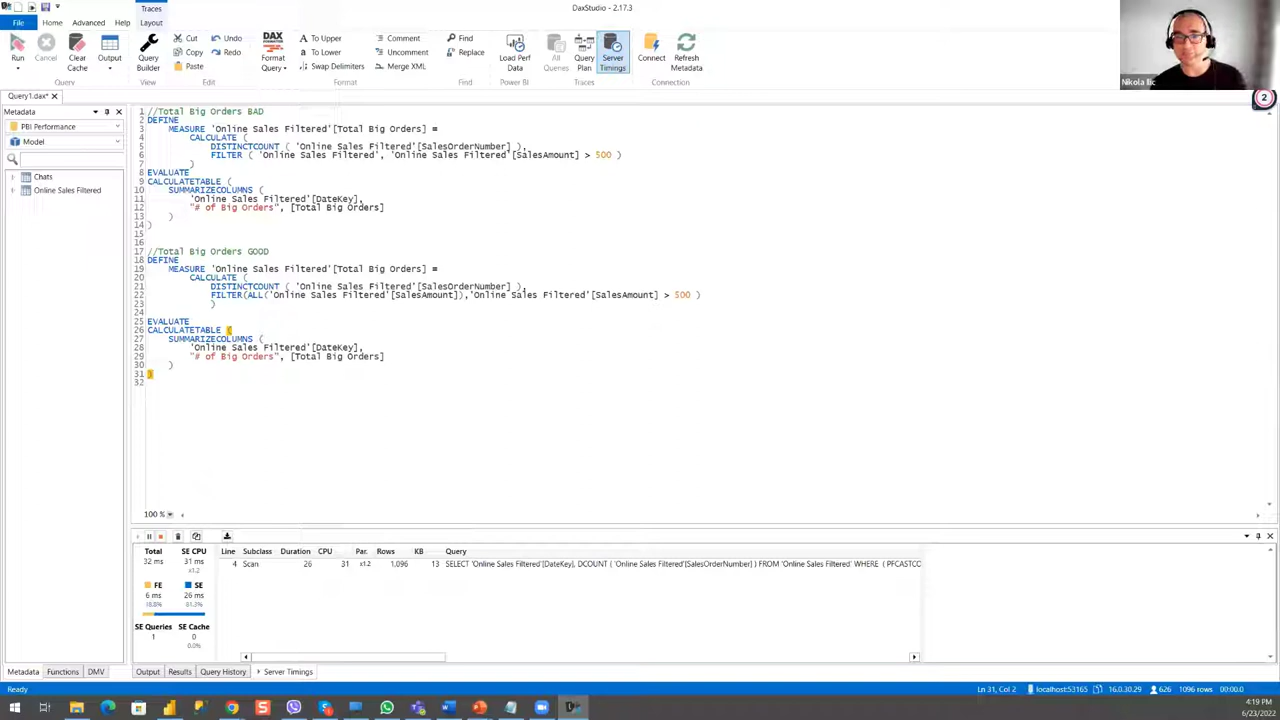 Traces
DaxStudio - 2.17.3
File Home Advanced Help Layout
Run
Cancel
Clear Cache
Output
Query Builder
Cut
Copy
Paste
Undo
Redo
DAX
FORMATTER
Format Query
To Upper
To Lower
Swap Delimiters
Comment
Uncomment
Merge XML
Find
Replace
Load Perf Data
All Queries
Query Plan
Server Timings
Connect
Refresh Metadata
Query View Edit Format Find Power BI Traces Connection
Nikola Ilic
2
Query1.dax*
Metadata
PBI Performance
Model
Chats
Online Sales Filtered
1 //Total Big Orders BAD
2 DEFINE
3 MEASURE 'Online Sales Filtered'[Total Big Orders] =
4 CALCULATE (
5 DISTINCTCOUNT ( 'Online Sales Filtered'[SalesOrderNumber] ),
6 FILTER ( 'Online Sales Filtered', 'Online Sales Filtered'[SalesAmount] > 500 )
7 )
8 EVALUATE
9 CALCULATETABLE (
10 SUMMARIZECOLUMNS (
11 'Online Sales Filtered'[DateKey],
12 "# of Big Orders", [Total Big Orders]
13 )
14 )
15
16
17 //Total Big Orders GOOD
18 DEFINE
19 MEASURE 'Online Sales Filtered'[Total Big Orders] =
20 CALCULATE (
21 DISTINCTCOUNT ( 'Online Sales Filtered'[SalesOrderNumber] ),
22 FILTER(ALL('Online Sales Filtered'[SalesAmount]),'Online Sales Filtered'[SalesAmount] > 500 )
23 )
24
25 EVALUATE
26 CALCULATETABLE (
27 SUMMARIZECOLUMNS (
28 'Online Sales Filtered'[DateKey],
29 "# of Big Orders", [Total Big Orders]
30 )
31 )
32
100 %
Total SE CPU
32 ms 31 ms
x1.2
FE SE
6 ms 26 ms
18.8% 81.3%
SE Queries SE Cache
1 0
0.0%
Line Subclass Duration CPU Par. Rows KB Query
4 Scan 26 31 x1.2 1,096 13 SELECT 'Online Sales Filtered'[DateKey], DCOUNT ( 'Online Sales Filtered'[SalesOrderNumber] ) FROM 'Online Sales Filtered' WHERE ( PFCASTCO
Metadata Functions DMV
Output Results Query History Server Timings
Ready
Ln 31, Col 2 localhost:53165 16.0.30.29 626 1096 rows 00:00.0
4:19 PM
6/23/2022